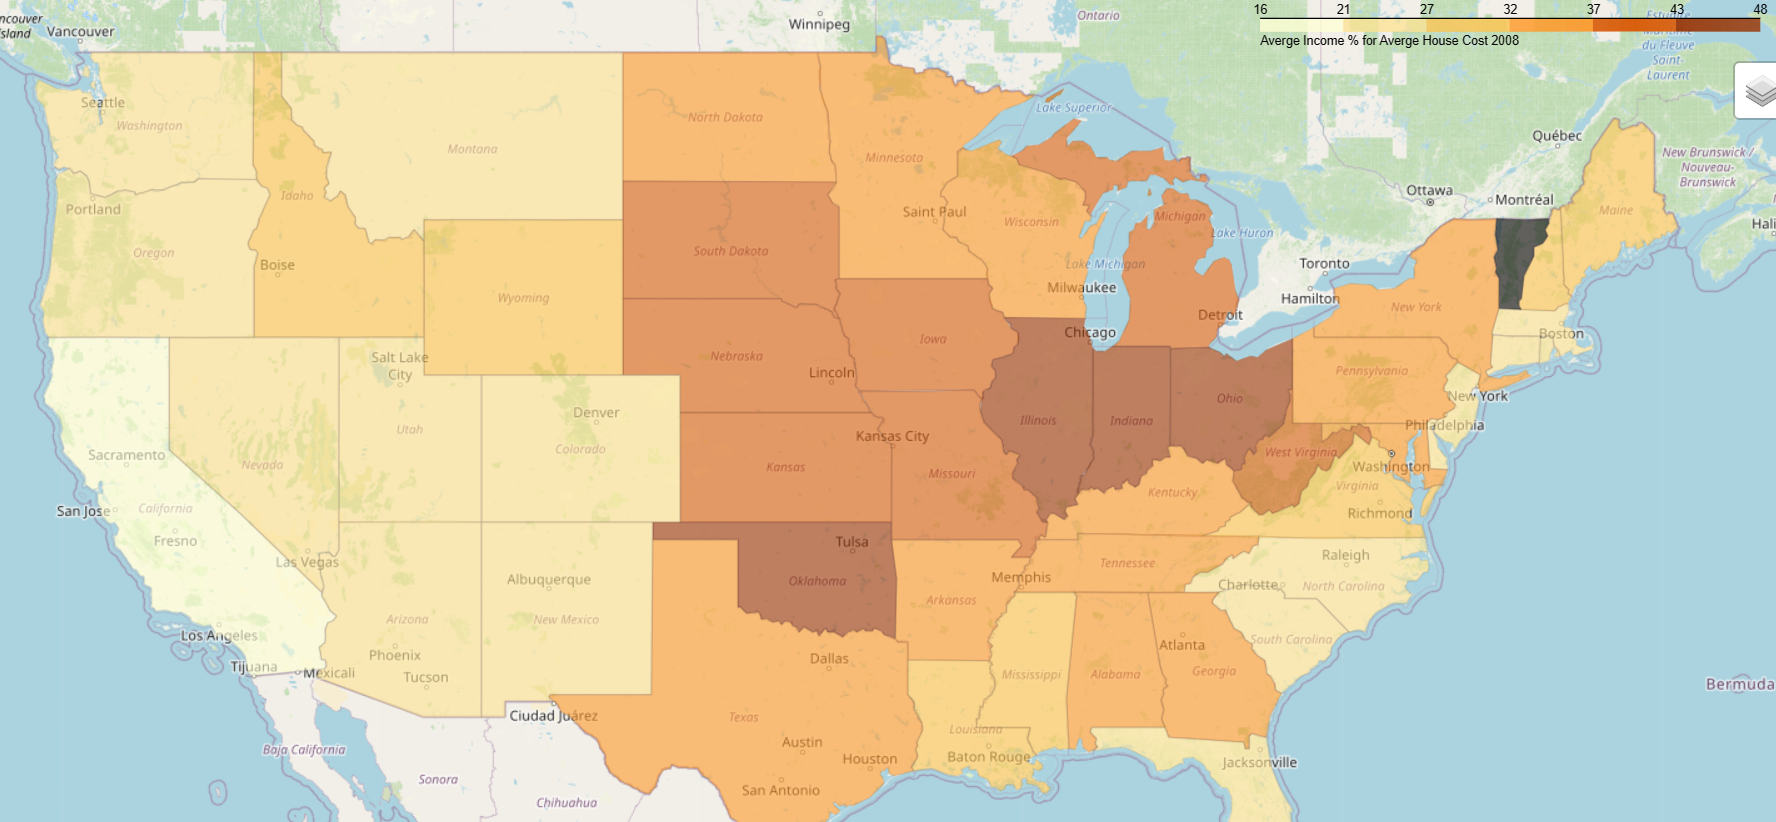 16 21 27 32 37 43 48
Averge Income % for Averge House Cost 2008
Vancouver
Winnipeg
Ontario
Island
Vancouver
Estuaire
Maritime
du Fleuve
Saint-
Laurent
Seattle
Washington
Montana
North Dakota
Minnesota
Lake Superior
Québec
New Brunswick /
Nouveau-
Brunswick
Portland
Idaho
Saint Paul
Wisconsin
Michigan
Ottawa
Montréal
Maine
Hali
Oregon
Boise
Wyoming
South Dakota
Lake Huron
Lake Michigan
Toronto
Milwaukee
Hamilton
New York
Detroit
Chicago
Boston
Salt Lake
City
Nebraska
Lincoln
Iowa
Pennsylvania
New York
Denver
Utah
Colorado
Illinois
Indiana
Ohio
Philadelphia
Kansas City
Sacramento
Nevada
Kansas
Missouri
West Virginia
Washington
Kentucky
Virginia
Richmond
San Jose
California
Fresno
Las Vegas
Tulsa
Oklahoma
Albuquerque
New Mexico
Memphis
Tennessee
Raleigh
Charlotte
North Carolina
Arkansas
Arizona
Los Angeles
Phoenix
Tucson
Tijuana
Mexicali
Dallas
Mississippi
Alabama
Atlanta
Georgia
South Carolina
Bermuda
Ciudad Juárez
Texas
Austin
Houston
San Antonio
Louisiana
Baton Rouge
Jacksonville
Baja California
Sonora
Chihuahua